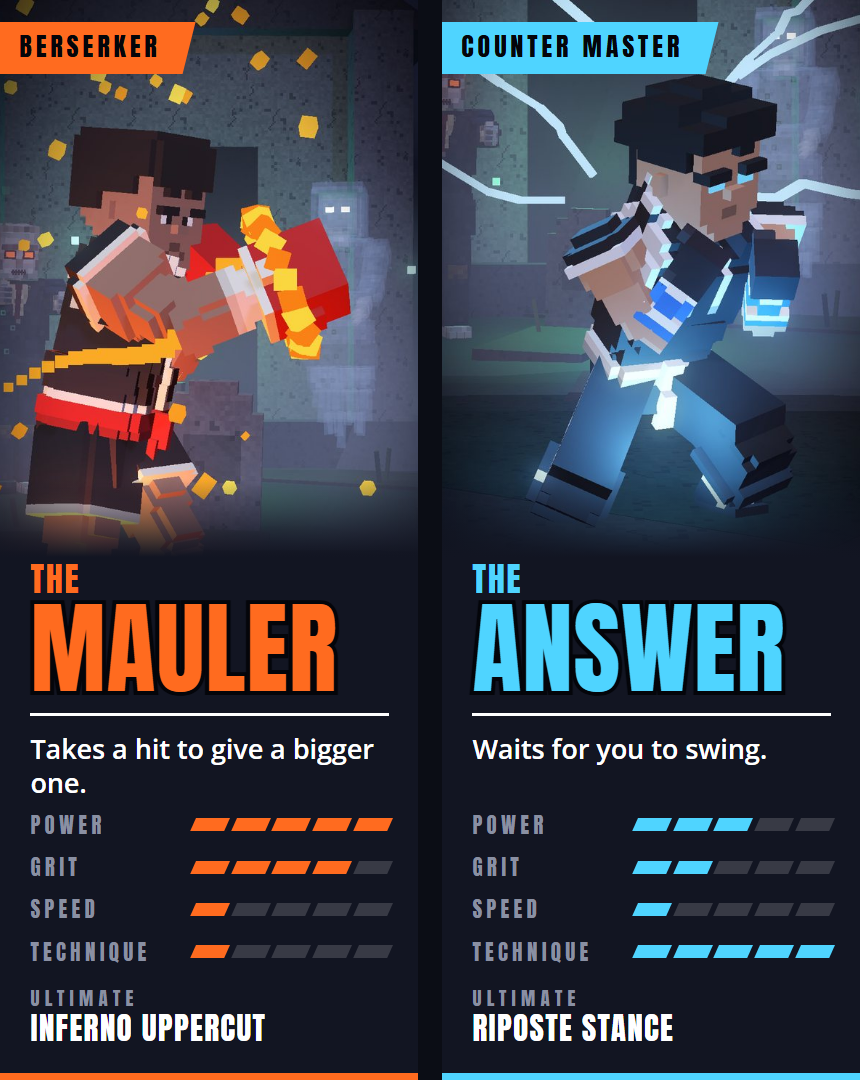 BERSERKER
THE
MAULER
Takes a hit to give a bigger
one.
POWER
GRIT
SPEED
TECHNIQUE
ULTIMATE
INFERNO UPPERCUT
COUNTER MASTER
THE
ANSWER
Waits for you to swing.
POWER
GRIT
SPEED
TECHNIQUE
ULTIMATE
RIPOSTE STANCE